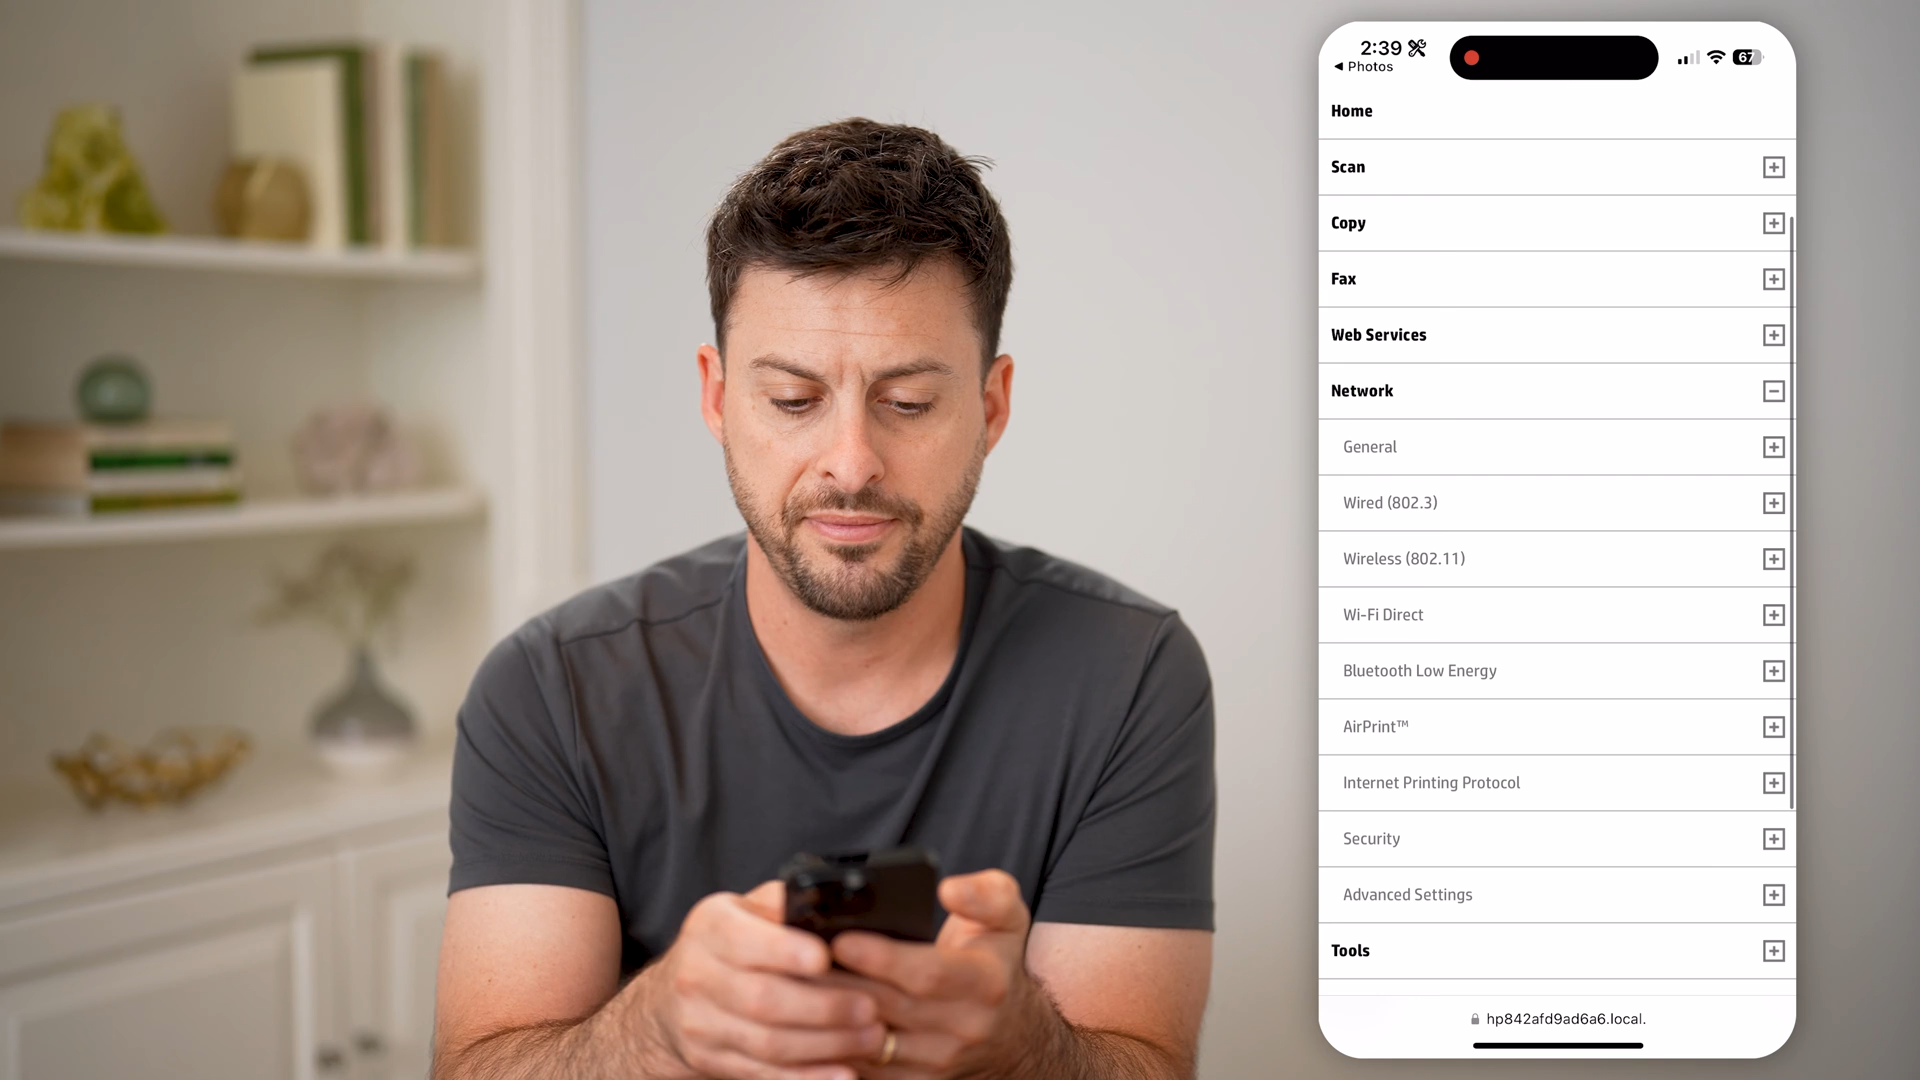 2:39
67
◀ Photos
Home
Scan
Copy
Fax
Web Services
Network
General
Wired (802.3)
Wireless (802.11)
Wi-Fi Direct
Bluetooth Low Energy
AirPrint™
Internet Printing Protocol
Security
Advanced Settings
Tools
hp842afd9ad6a6.local.